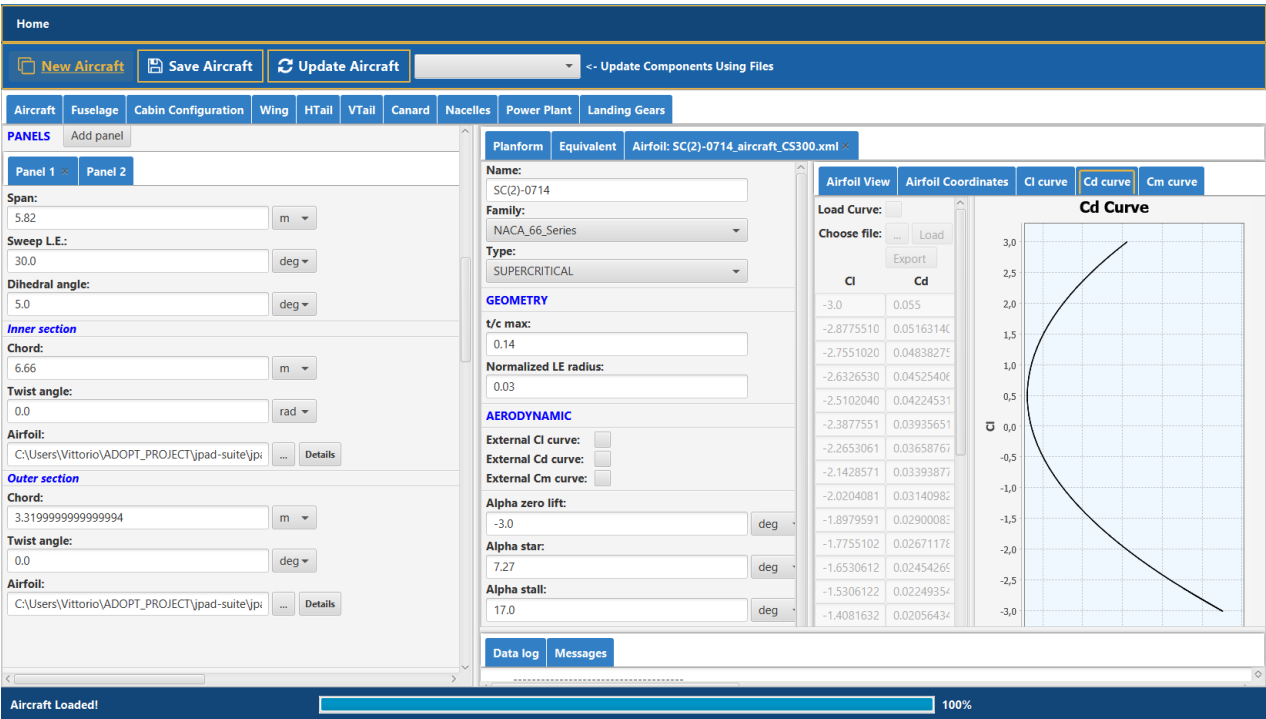 Home
New Aircraft Save Aircraft Update Aircraft <- Update Components Using Files
Aircraft Fuselage Cabin Configuration Wing HTail VTail Canard Nacelles Power Plant Landing Gears
PANELS Add panel
Panel 1 × Panel 2
Span:
5.82 m
Sweep L.E.:
30.0 deg
Dihedral angle:
5.0 deg
Inner section
Chord:
6.66 m
Twist angle:
0.0 rad
Airfoil:
C:\Users\Vittorio\ADOPT_PROJECT\jpad-suite\jpa ... Details
Outer section
Chord:
3.3199999999999994 m
Twist angle:
0.0 deg
Airfoil:
C:\Users\Vittorio\ADOPT_PROJECT\jpad-suite\jpa ... Details
Planform Equivalent Airfoil: SC(2)-0714_aircraft_CS300.xml ×
Name:
SC(2)-0714
Family:
NACA_66_Series
Type:
SUPERCRITICAL
GEOMETRY
t/c max:
0.14
Normalized LE radius:
0.03
AERODYNAMIC
External Cl curve:
External Cd curve:
External Cm curve:
Alpha zero lift:
-3.0 deg
Alpha star:
7.27 deg
Alpha stall:
17.0 deg
Airfoil View Airfoil Coordinates Cl curve Cd curve Cm curve
Load Curve:
Choose file: ... Load
Export
Cl Cd
-3.0 0.055
-2.8775510 0.0516314
-2.7551020 0.0483827
-2.6326530 0.0452540
-2.5102040 0.04224531
-2.3877551 0.03935651
-2.2653061 0.03658767
-2.1428571 0.03393877
-2.0204081 0.0314098
-1.8979591 0.0290008
-1.7755102 0.0267117
-1.6530612 0.0245426
-1.5306122 0.0224935
-1.4081632 0.0205643
Cd Curve
3,0
2,5
2,0
1,5
1,0
0,5
0,0
-0,5
-1,0
-1,5
-2,0
-2,5
-3,0
Cl
Data log Messages
------------------------------------
Aircraft Loaded! 100%